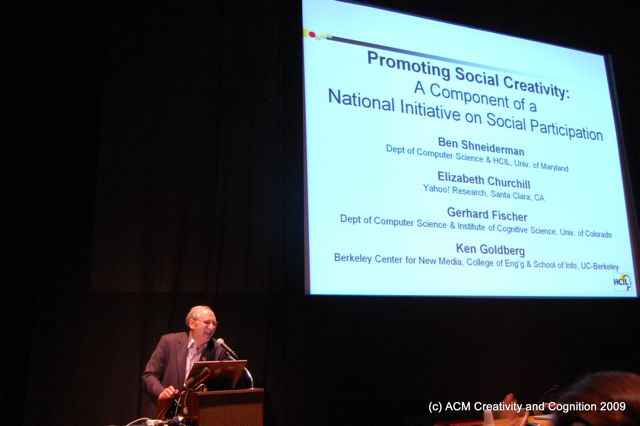 Promoting Social Creativity:
A Component of a
National Initiative on Social Participation
Ben Shneiderman
Dept of Computer Science & HCIL, Univ. of Maryland
Elizabeth Churchill
Yahoo! Research, Santa Clara, CA
Gerhard Fischer
Dept of Computer Science & Institute of Cognitive Science, Univ. of Colorado
Ken Goldberg
Berkeley Center for New Media, College of Eng'g & School of Info, UC-Berkeley
HCIL
(c) ACM Creativity and Cognition 2009